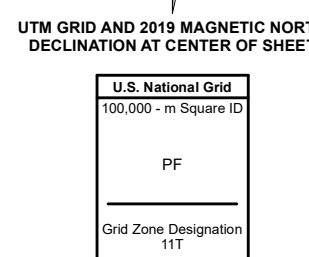 UTM GRID AND 2019 MAGNETIC NORT
DECLINATION AT CENTER OF SHEET
U.S. National Grid
100,000 - m Square ID
PF
Grid Zone Designation
11T